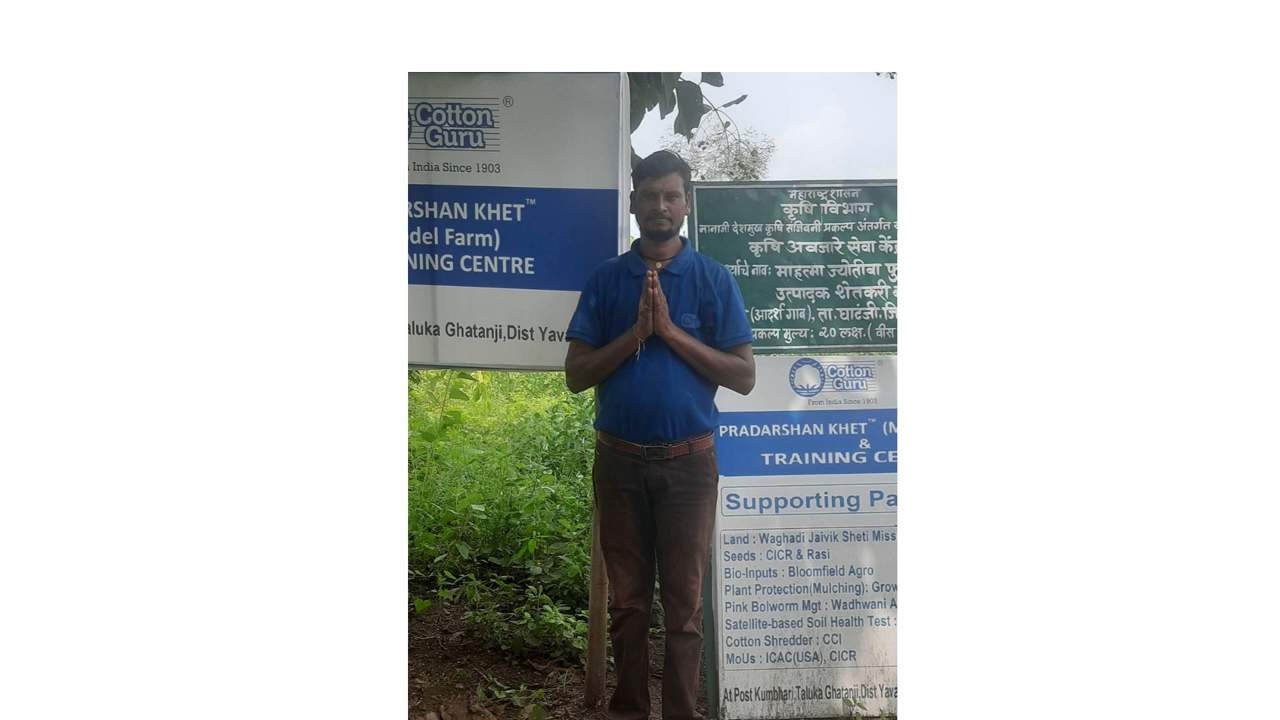 Cotton ®
Guru
India Since 1903
RSHAN KHET™
del Farm)
NING CENTRE
aluka Ghatanji,Dist Yava
महाराष्ट्र शासन
कृषि विभाग
नानाजी देशमुख कृषि संजिवनी प्रकल्प अंतर्गत
कृषि अवजारे सेवा केंद्र
र्याचे नाव: माहत्मा ज्योतीबा फु
उत्पादक शेतकरी
(आदर्श गाव), ता. घाटंजी. जि
प्रकल्प मुल्य: २० लक्ष. ( वीस
Cotton ®
Guru
From India Since 1903
PRADARSHAN KHET™ (M
&
TRAINING CE
Supporting Pa
Land : Waghadi Jaivik Sheti Miss
Seeds : CICR & Rasi
Bio-Inputs : Bloomfield Agro
Plant Protection(Mulching): Grow
Pink Bolworm Mgt : Wadhwani A
Satellite-based Soil Health Test :
Cotton Shredder : CCI
MoUs : ICAC(USA), CICR
At Post Kumbhari,Taluka Ghatanji,Dist Yava